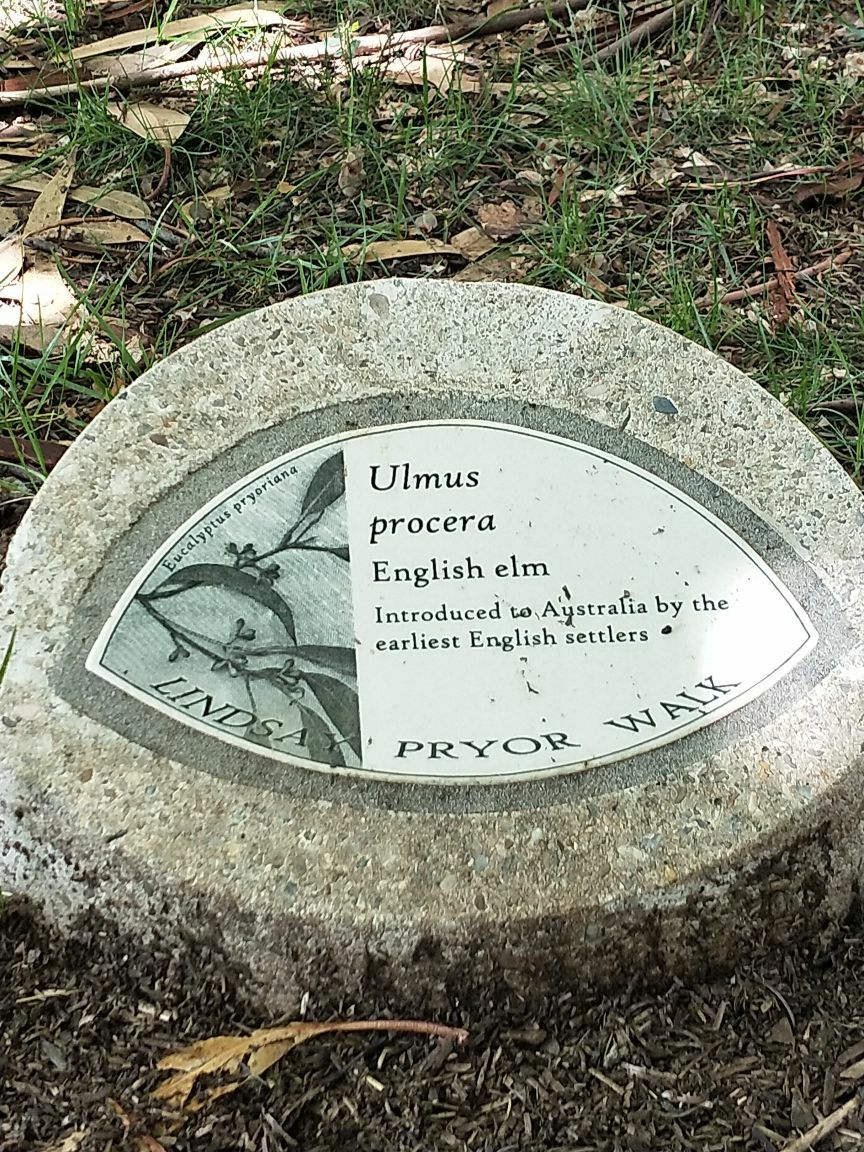 Eucalyptus pryoriana
Ulmus
procera
English elm
Introduced to Australia by the
earliest English settlers
LINDSAY PRYOR WALK